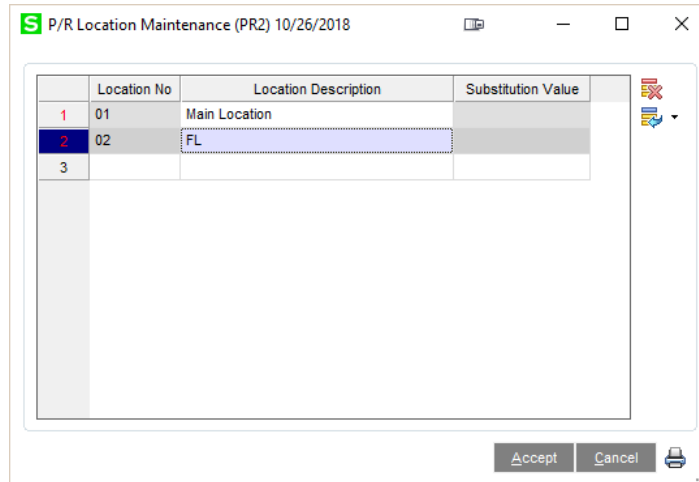 S P/R Location Maintenance (PR2) 10/26/2018
Location No Location Description Substitution Value
1 01 Main Location
2 02 FL
3
Accept Cancel